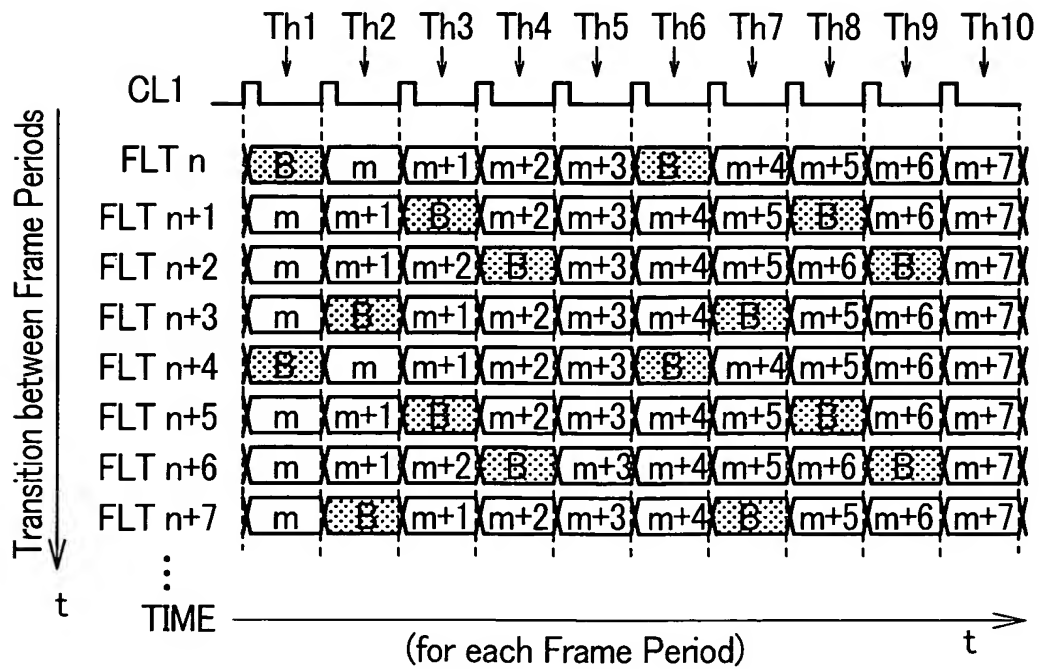 Th1 Th2 Th3 Th4 Th5 Th6 Th7 Th8 Th9 Th10
CL1
Transition between Frame Periods
t
FLT n B m m+1 m+2 m+3 B m+4 m+5 m+6 m+7
FLT n+1 m m+1 B m+2 m+3 m+4 m+5 B m+6 m+7
FLT n+2 m m+1 m+2 B m+3 m+4 m+5 m+6 B m+7
FLT n+3 m B m+1 m+2 m+3 m+4 B m+5 m+6 m+7
FLT n+4 B m m+1 m+2 m+3 B m+4 m+5 m+6 m+7
FLT n+5 m m+1 B m+2 m+3 m+4 m+5 B m+6 m+7
FLT n+6 m m+1 m+2 B m+3 m+4 m+5 m+6 B m+7
FLT n+7 m B m+1 m+2 m+3 m+4 B m+5 m+6 m+7
⋮
TIME
(for each Frame Period) t